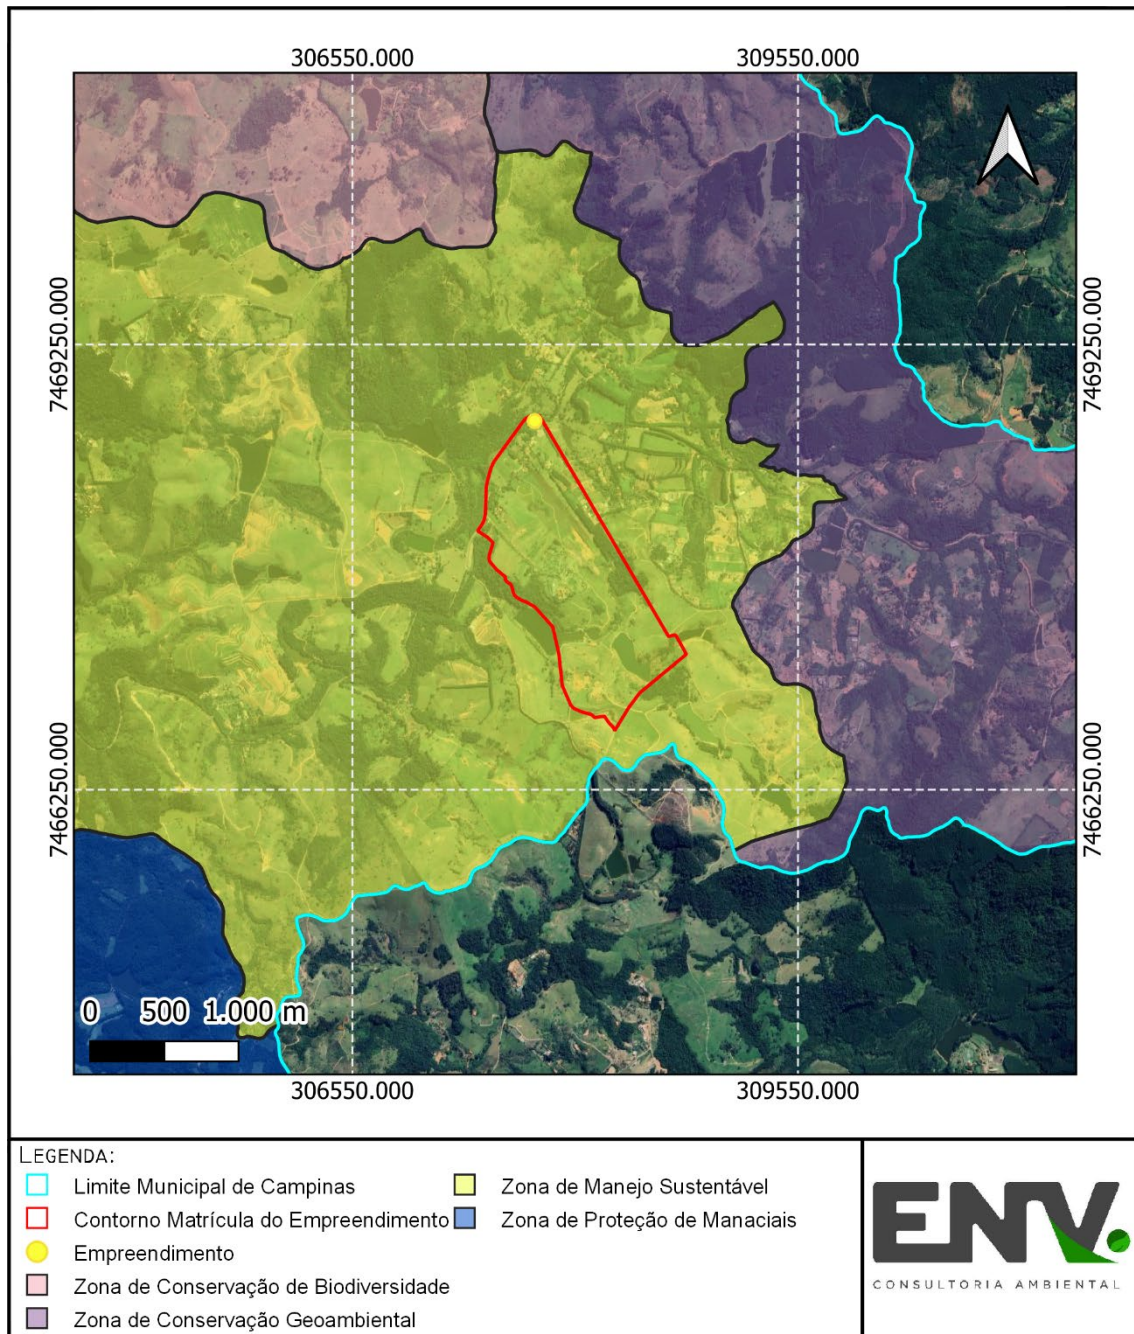 306550.000 309550.000
7469250.000 7469250.000
7466250.000 7466250.000
0 500 1.000 m
306550.000 309550.000
LEGENDA:
Limite Municipal de Campinas
Contorno Matrícula do Empreendimento
Empreendimento
Zona de Conservação de Biodiversidade
Zona de Conservação Geoambiental
Zona de Manejo Sustentável
Zona de Proteção de Manaciais
ENV.
CONSULTORIA AMBIENTAL